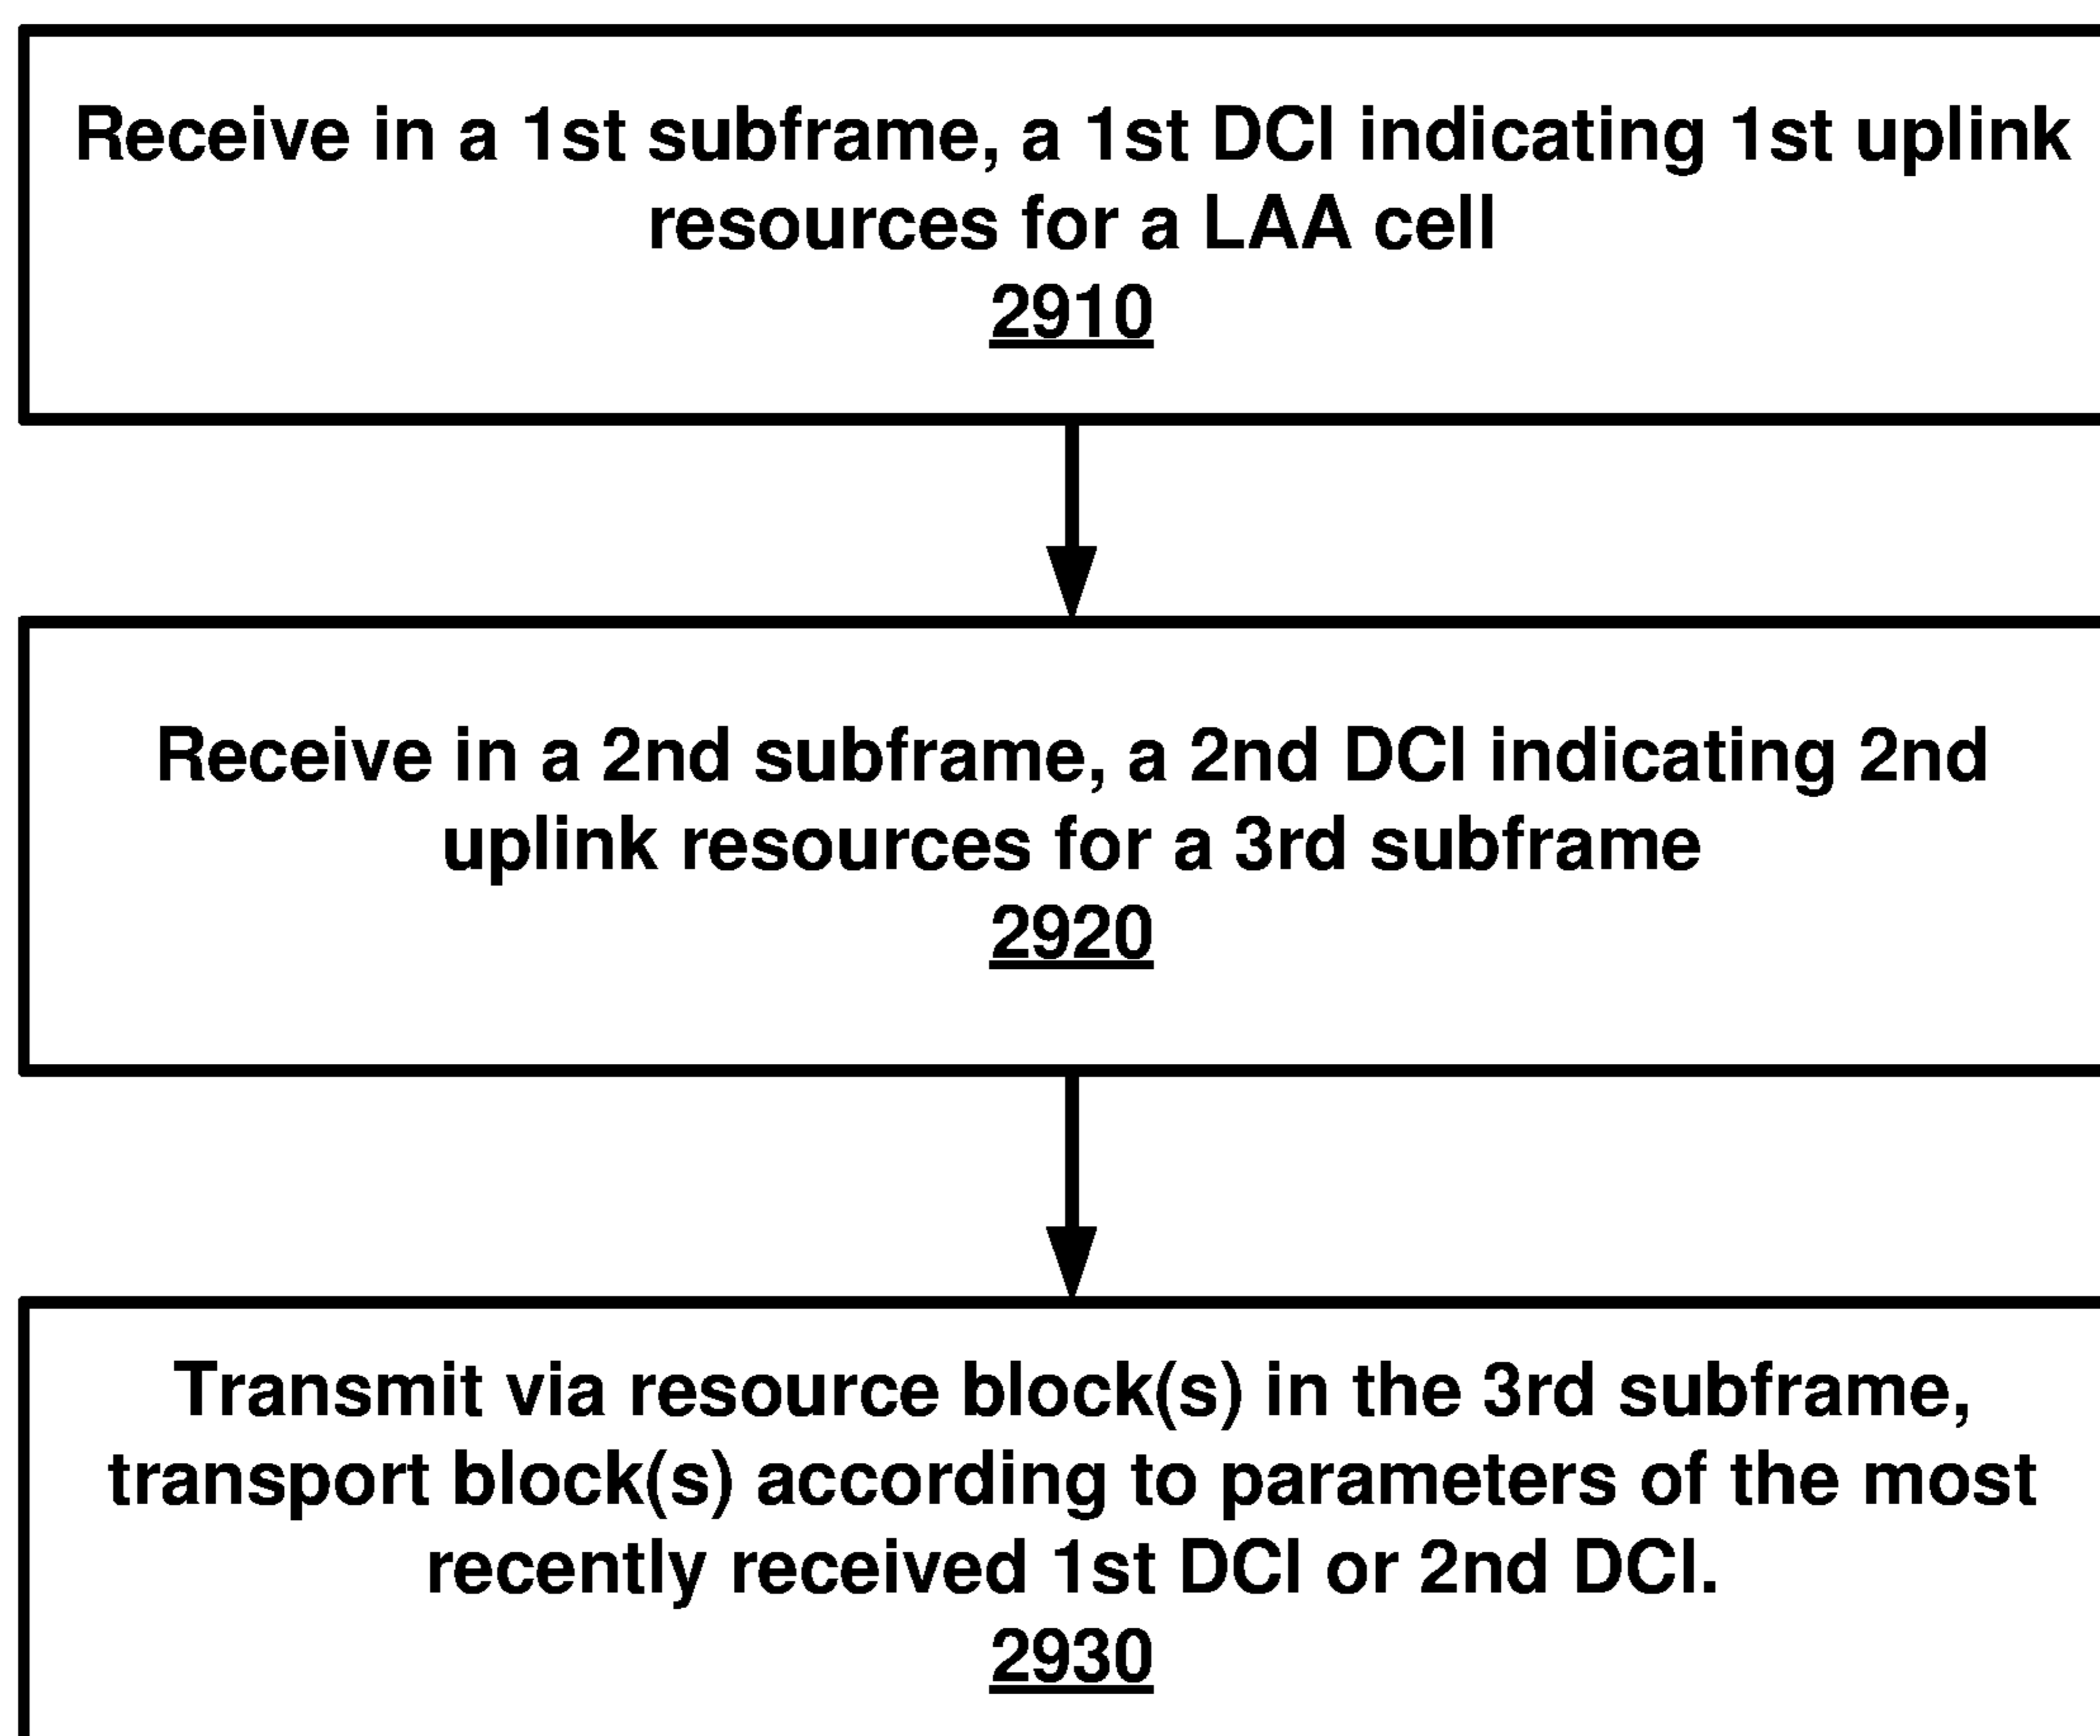 Receive in a 1st subframe, a 1st DCI indicating 1st uplink
resources for a LAA cell
2910
Receive in a 2nd subframe, a 2nd DCI indicating 2nd
uplink resources for a 3rd subframe
2920
Transmit via resource block(s) in the 3rd subframe,
transport block(s) according to parameters of the most
recently received 1st DCI or 2nd DCI.
2930